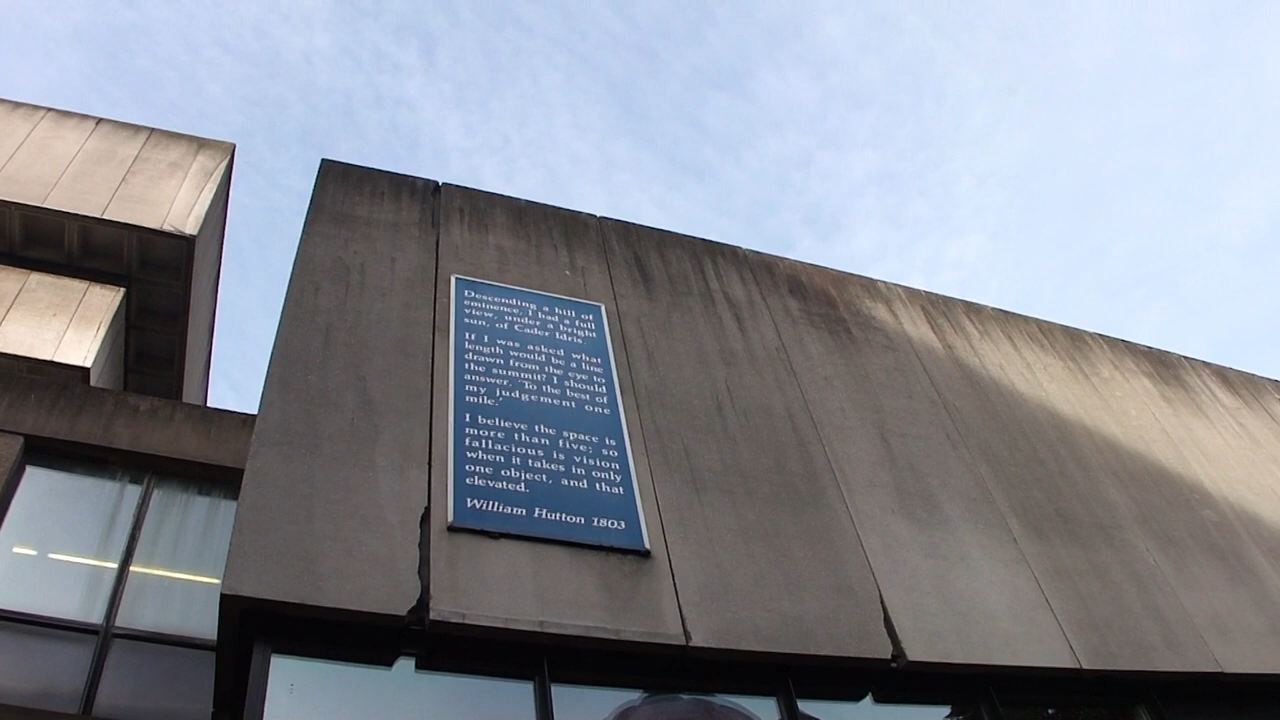 Descending a hill of
eminence, I had a full
view, under a bright
sun, of Cader Idris.
If I was asked what
length would be a line
drawn from the eye to
the summit? I should
answer, 'To the best of
my judgement one
mile.'
I believe the space is
more than five; so
fallacious is vision
when it takes in only
one object, and that
elevated.
William Hutton 1803